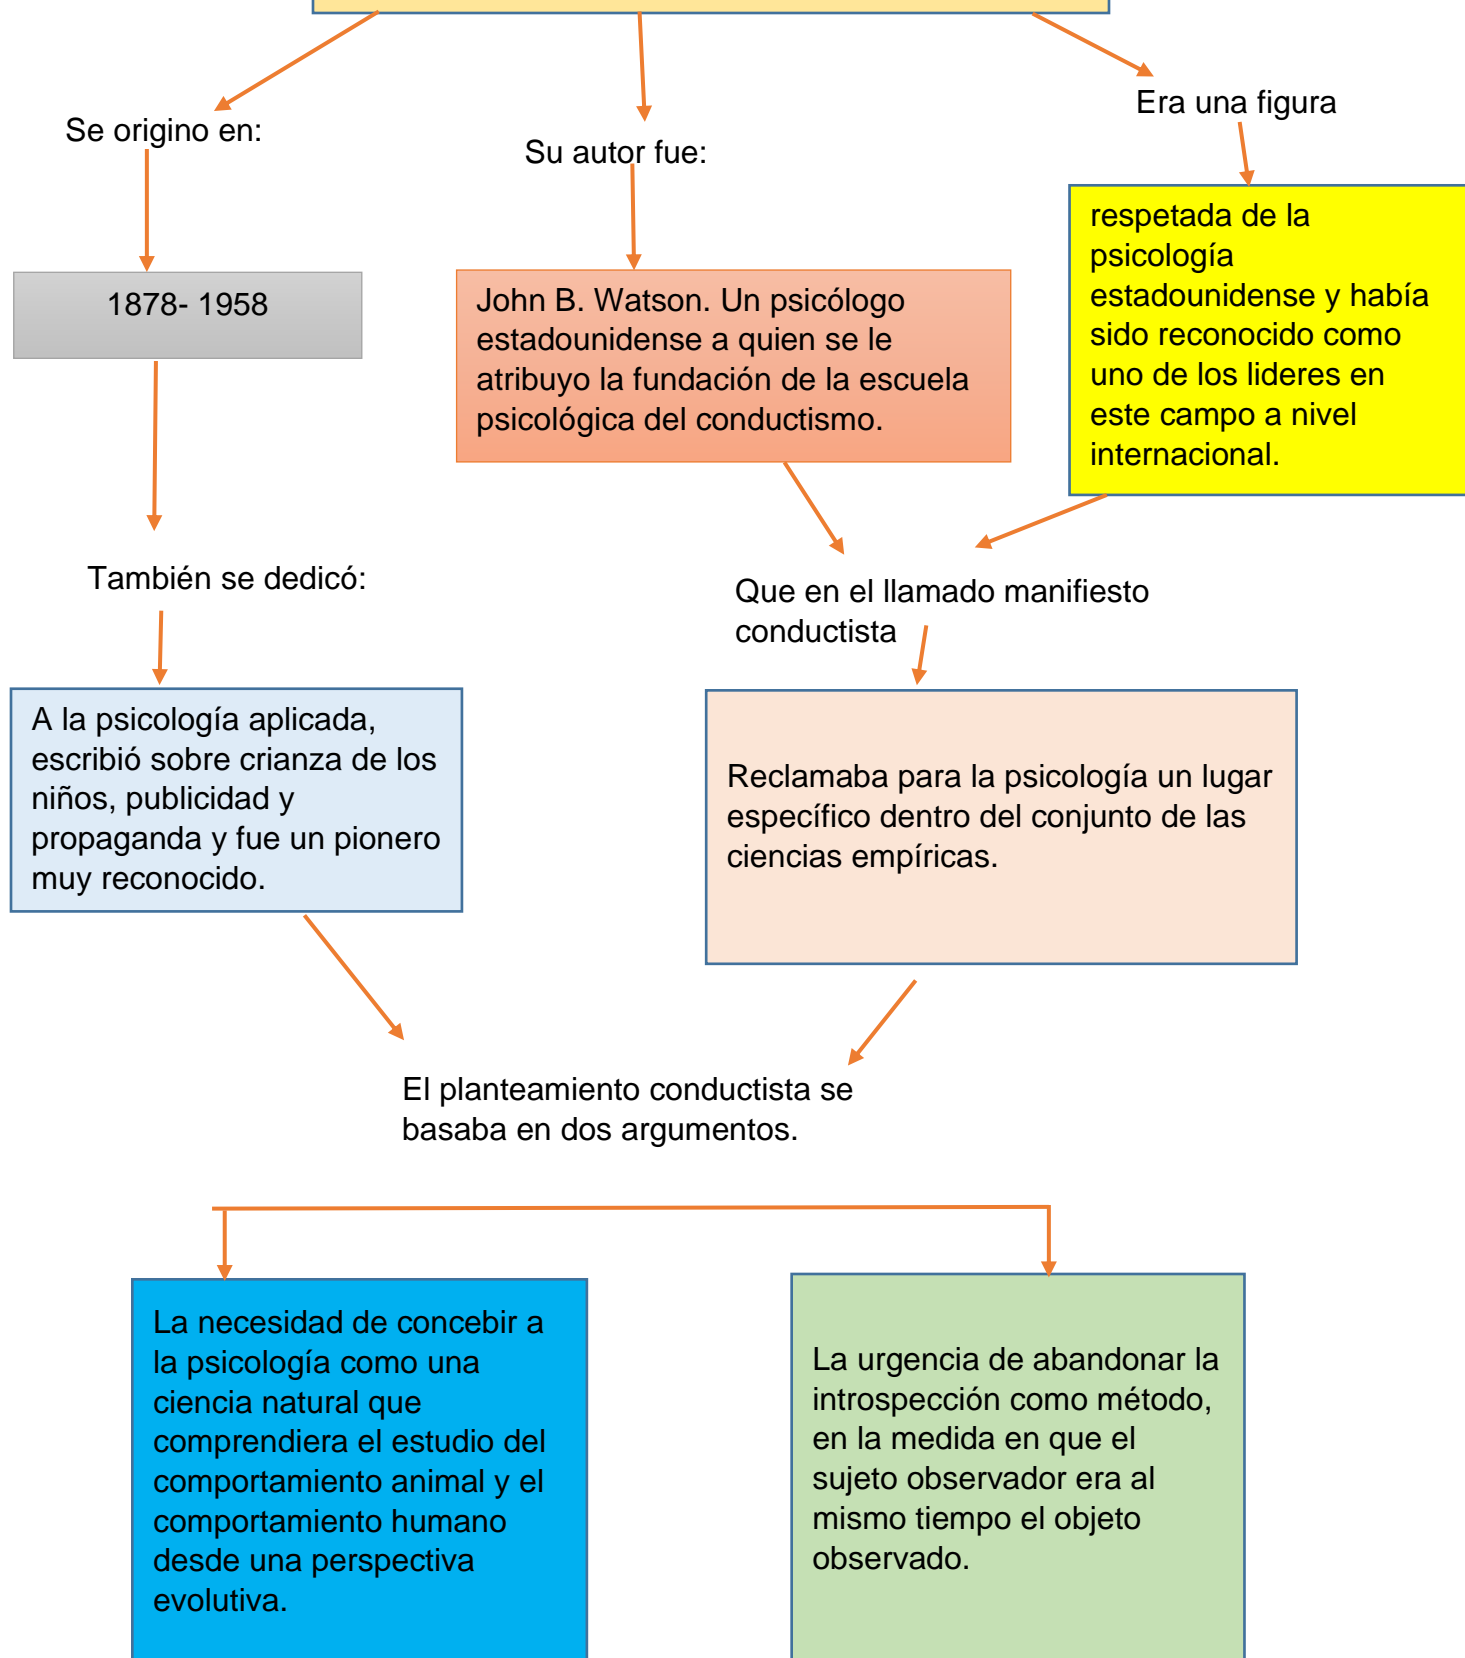 Se origino en:
Su autor fue:
Era una figura
1878- 1958
John B. Watson. Un psicólogo
estadounidense a quien se le
atribuyo la fundación de la escuela
psicológica del conductismo.
respetada de la
psicología
estadounidense y había
sido reconocido como
uno de los lideres en
este campo a nivel
internacional.
También se dedicó:
Que en el llamado manifiesto
conductista
A la psicología aplicada,
escribió sobre crianza de los
niños, publicidad y
propaganda y fue un pionero
muy reconocido.
Reclamaba para la psicología un lugar
específico dentro del conjunto de las
ciencias empíricas.
El planteamiento conductista se
basaba en dos argumentos.
La necesidad de concebir a
la psicología como una
ciencia natural que
comprendiera el estudio del
comportamiento animal y el
comportamiento humano
desde una perspectiva
evolutiva.
La urgencia de abandonar la
introspección como método,
en la medida en que el
sujeto observador era al
mismo tiempo el objeto
observado.